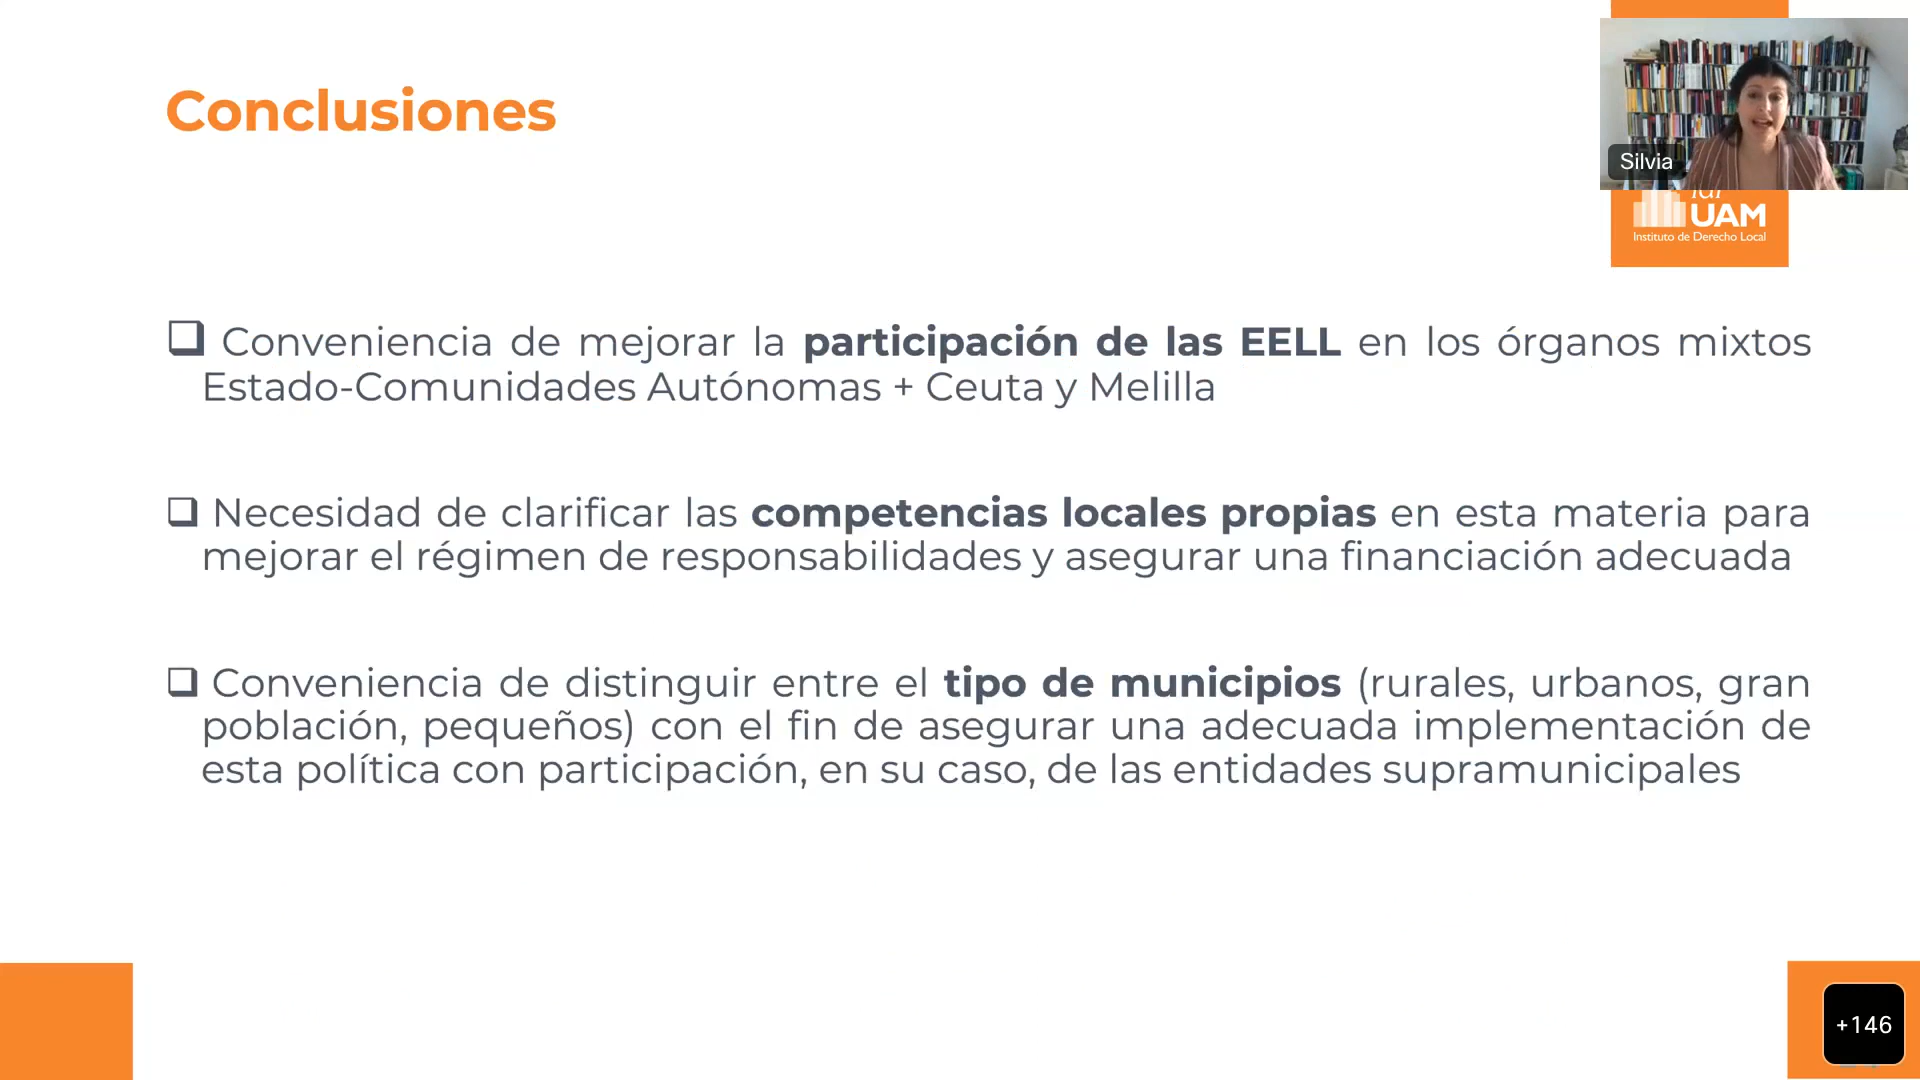 Conclusiones
Silvia
UAM
Instituto de Derecho Local
Conveniencia de mejorar la participación de las EELL en los órganos mixtos
Estado-Comunidades Autónomas + Ceuta y Melilla
Necesidad de clarificar las competencias locales propias en esta materia para
mejorar el régimen de responsabilidades y asegurar una financiación adecuada
Conveniencia de distinguir entre el tipo de municipios (rurales, urbanos, gran
población, pequeños) con el fin de asegurar una adecuada implementación de
esta política con participación, en su caso, de las entidades supramunicipales
+146